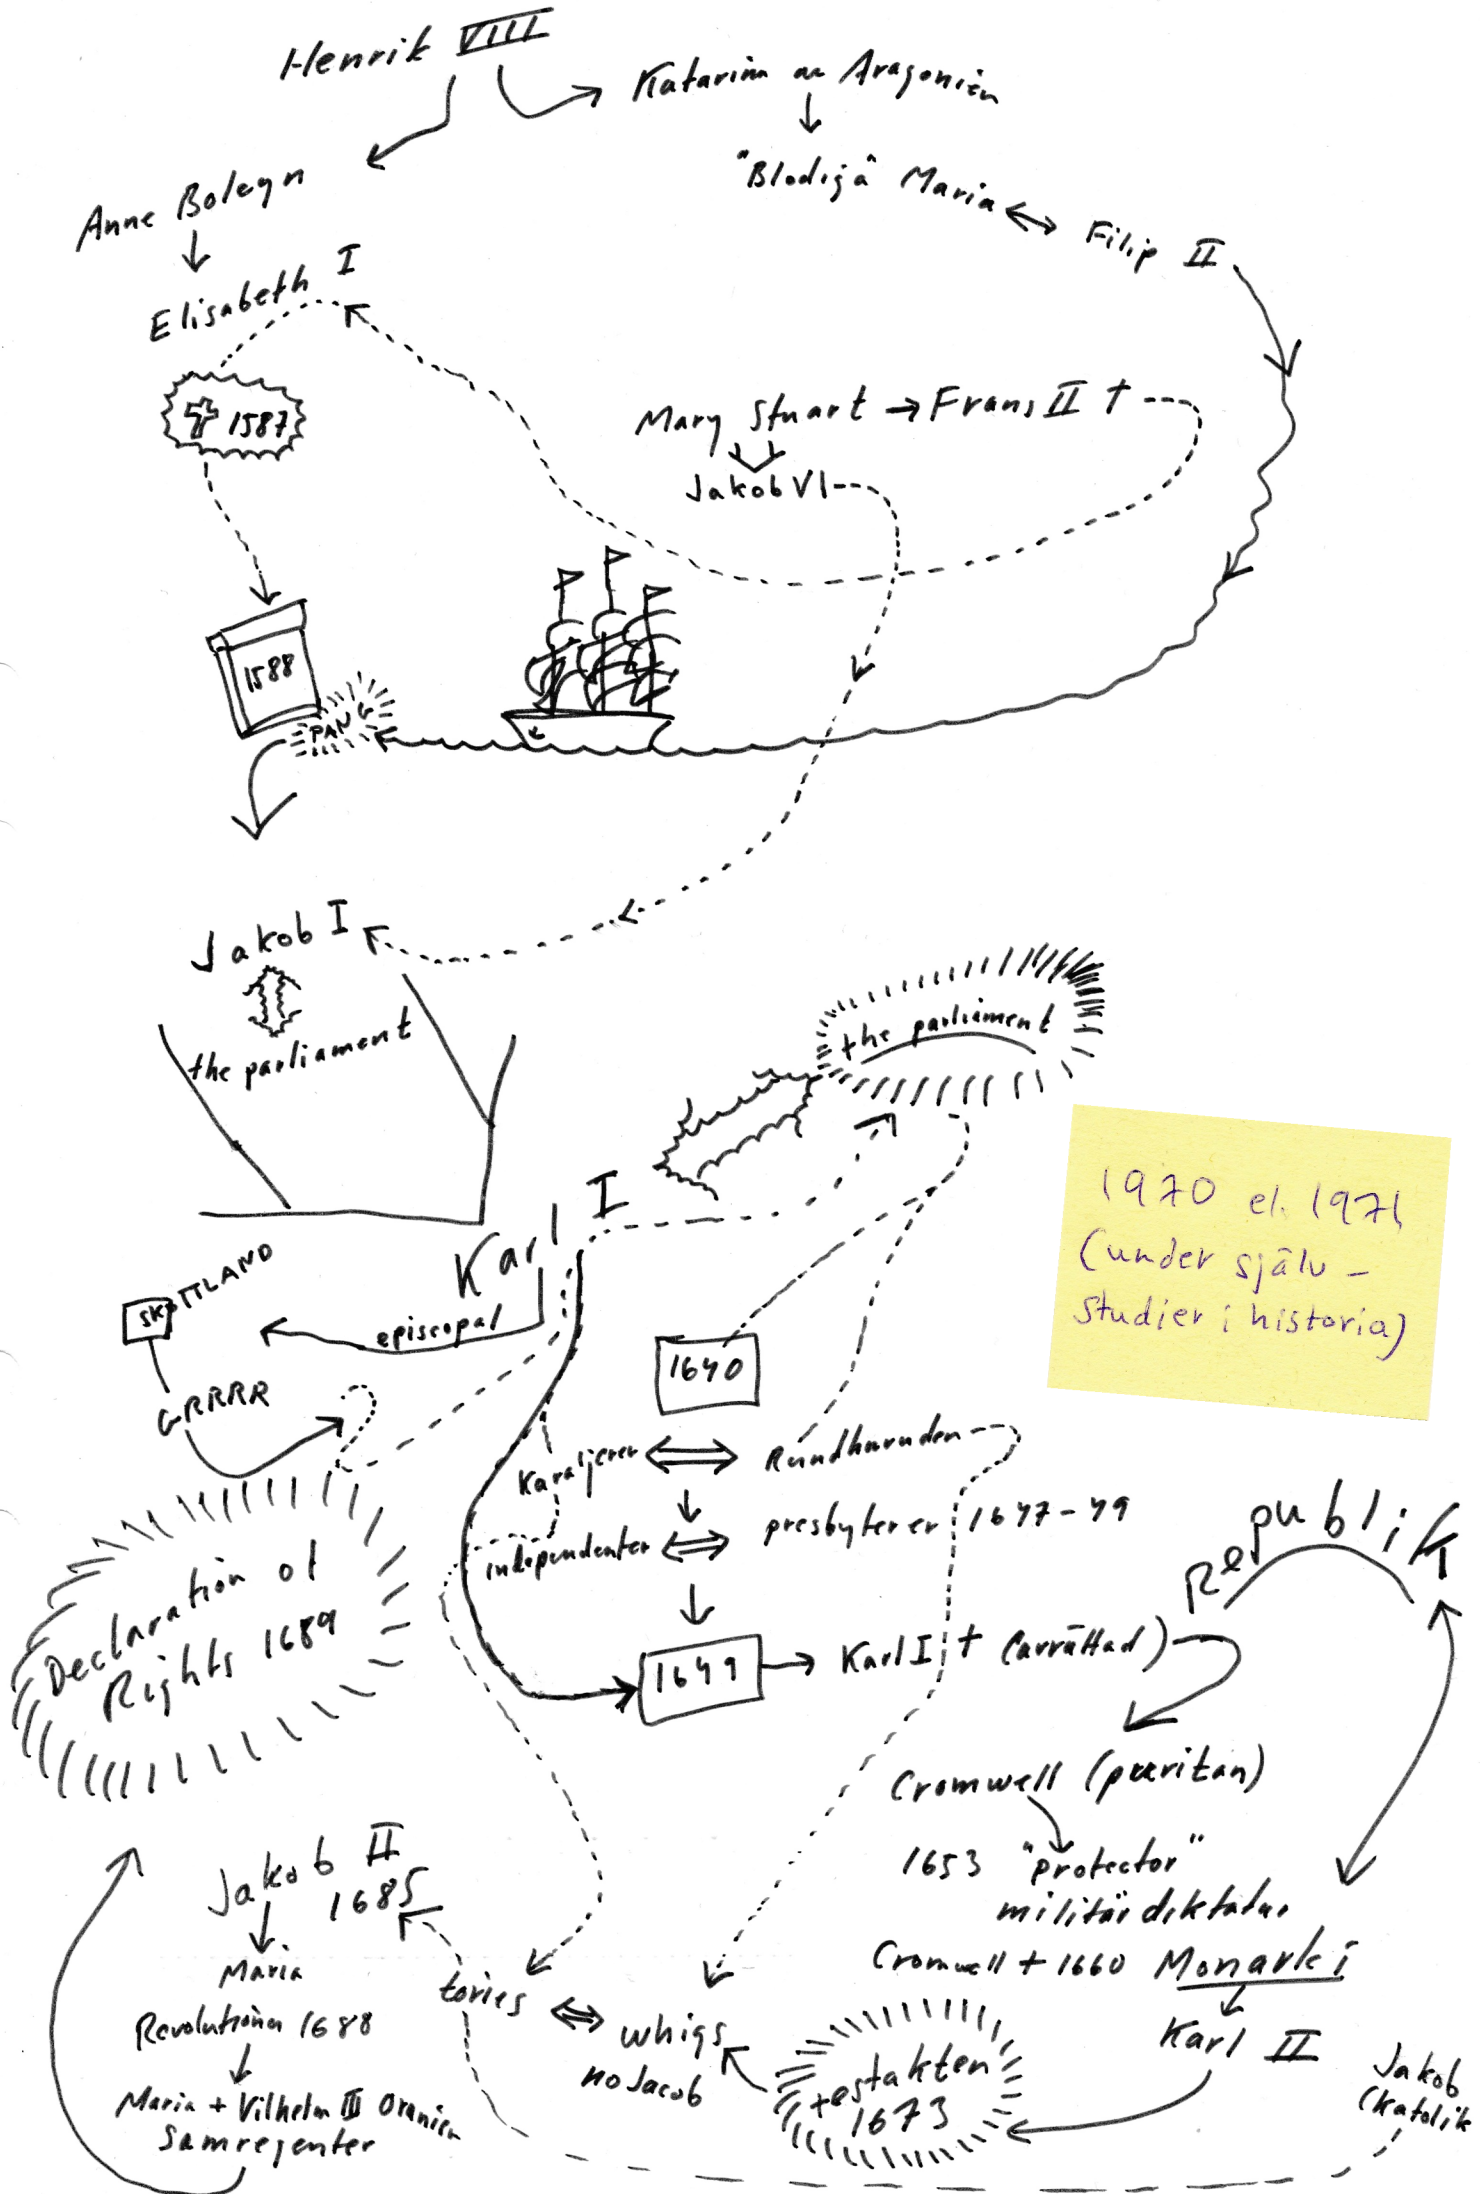 Henrik VIII
Katarina av Aragonien
"Blodiga" Maria
Filip II
Anne Boleyn
Elisabeth I
1587
Mary Stuart → Frans II †
Jakob VI
1588
PANG
Jakob I
the parliament
the parliament
1970 el. 1971
(under själv-
studier i historia)
Karl I
SKOTTLAND
episcopal
GRRRR
1640
Kavaljerer
Rundhuvuden
independenter
presbyterer 1647-49
Republik
1649
Karl I † (avrättad)
Declaration of
Rights 1689
Cromwell (puritan)
1653 "protector"
militärdiktatur
Cromwell † 1660 Monarki
Karl II
Jakob
(katolik
testakten
1673
whigs
no Jacob
tories
Jakob II
1685
Maria
Revolutionen 1688
Maria + Vilhelm III Oranien
Samregenter